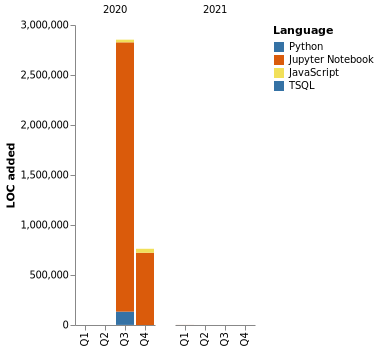 2020
2021
LOC added
3,000,000
2,500,000
2,000,000
1,500,000
1,000,000
500,000
0
Q1
Q2
Q3
Q4
Q1
Q2
Q3
Q4
Language
Python
Jupyter Notebook
JavaScript
TSQL